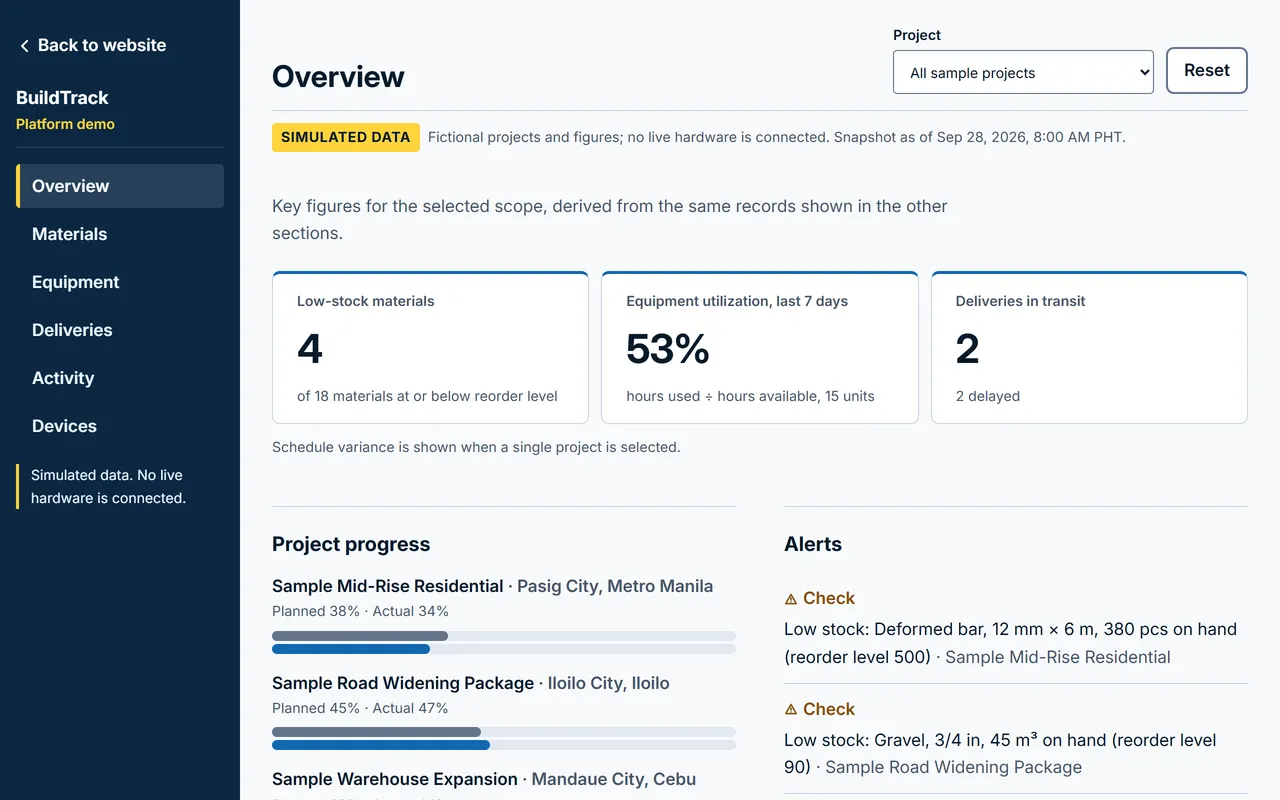 Back to website
BuildTrack
Platform demo
Overview
Materials
Equipment
Deliveries
Activity
Devices
Simulated data. No live
hardware is connected.
Overview
Project
All sample projects
Reset
SIMULATED DATA
Fictional projects and figures; no live hardware is connected. Snapshot as of Sep 28, 2026, 8:00 AM PHT.
Key figures for the selected scope, derived from the same records shown in the other
sections.
Low-stock materials
4
of 18 materials at or below reorder level
Equipment utilization, last 7 days
53%
hours used ÷ hours available, 15 units
Deliveries in transit
2
2 delayed
Schedule variance is shown when a single project is selected.
Project progress
Sample Mid-Rise Residential · Pasig City, Metro Manila
Planned 38% · Actual 34%
Sample Road Widening Package · Iloilo City, Iloilo
Planned 45% · Actual 47%
Sample Warehouse Expansion · Mandaue City, Cebu
Alerts
Check
Low stock: Deformed bar, 12 mm × 6 m, 380 pcs on hand
(reorder level 500) · Sample Mid-Rise Residential
Check
Low stock: Gravel, 3/4 in, 45 m³ on hand (reorder level
90) · Sample Road Widening Package